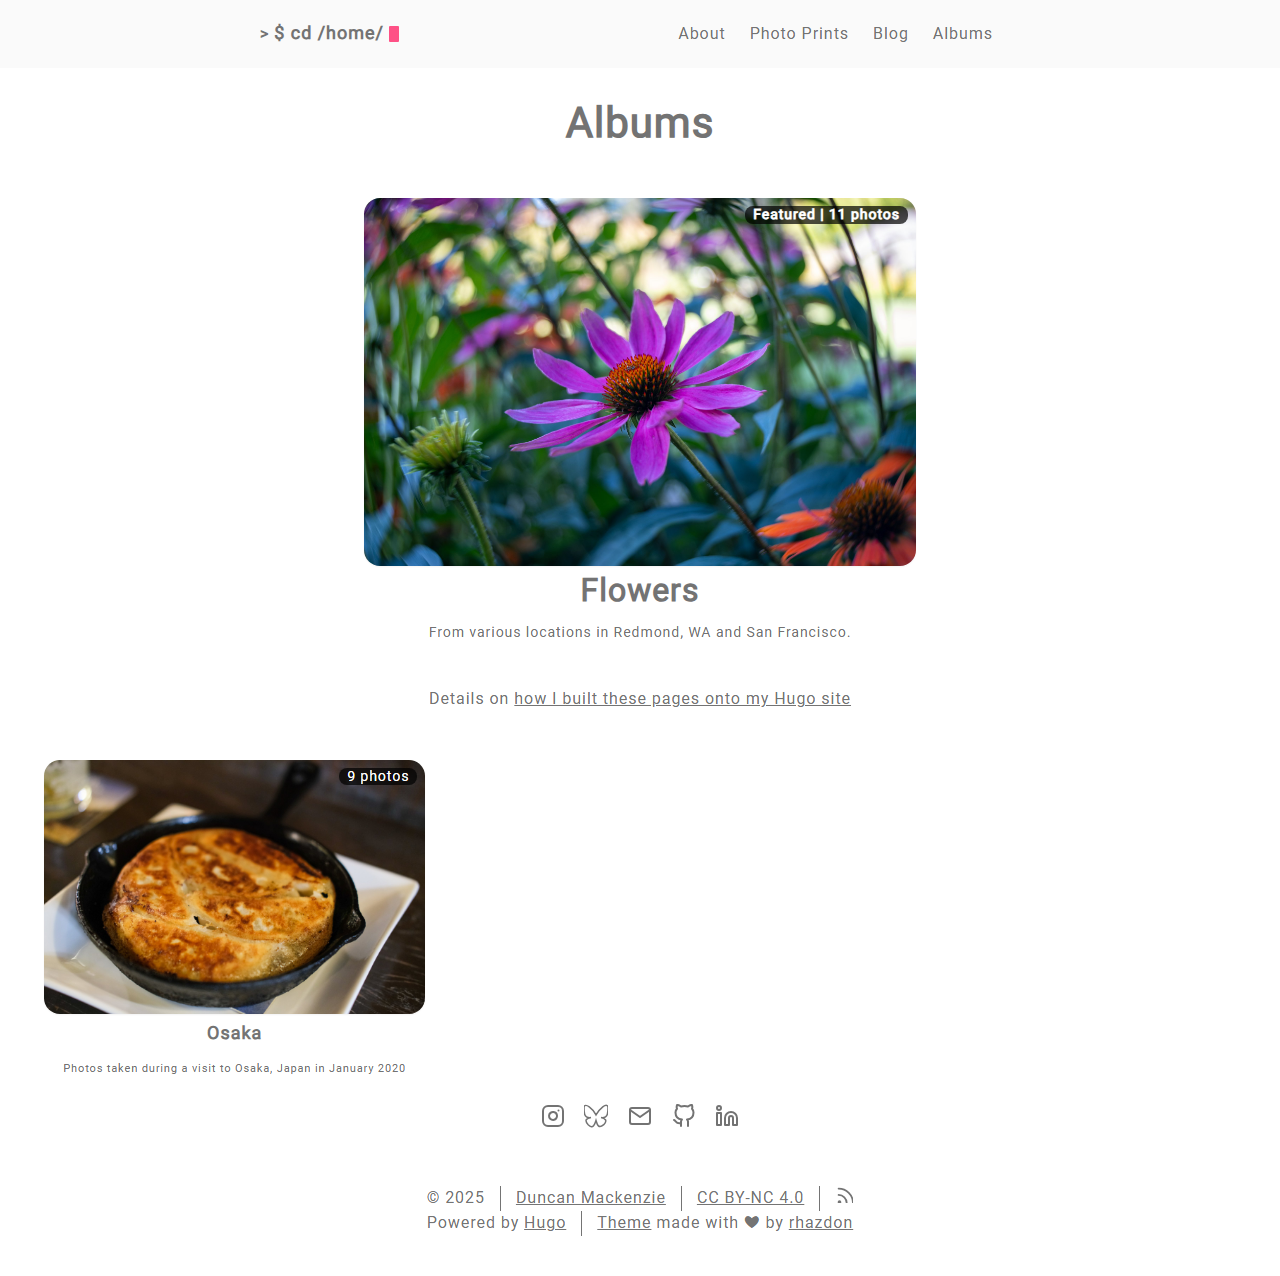 > $ cd /home/
About Photo Prints Blog Albums
Albums
Featured | 11 photos
Flowers
From various locations in Redmond, WA and San Francisco.
Details on how I built these pages onto my Hugo site
9 photos
Osaka
Photos taken during a visit to Osaka, Japan in January 2020
© 2025 Duncan Mackenzie CC BY-NC 4.0
Powered by Hugo Theme made with ♥ by rhazdon